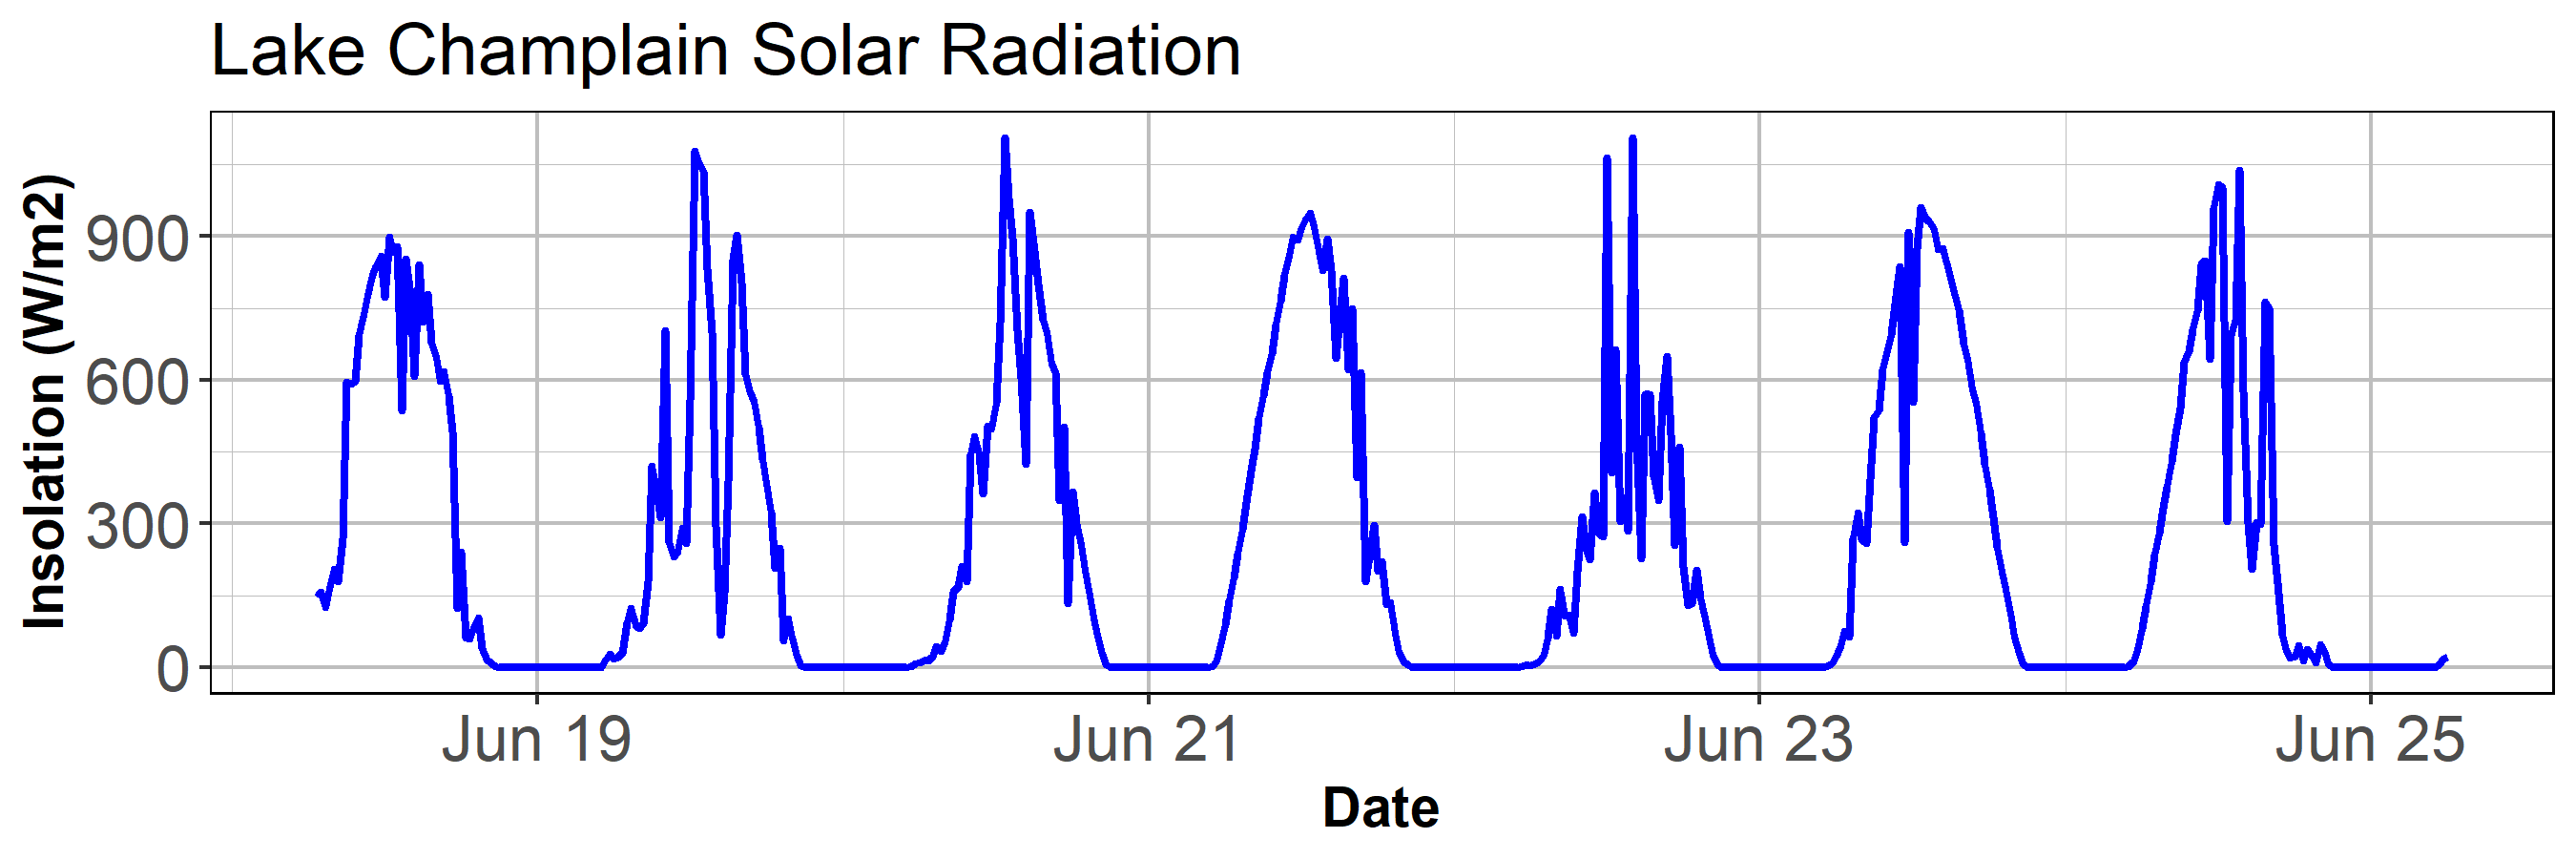 Lake Champlain Solar Radiation
Insolation (W/m2)
900
600
300
0
Jun 19 Jun 21 Jun 23 Jun 25
Date